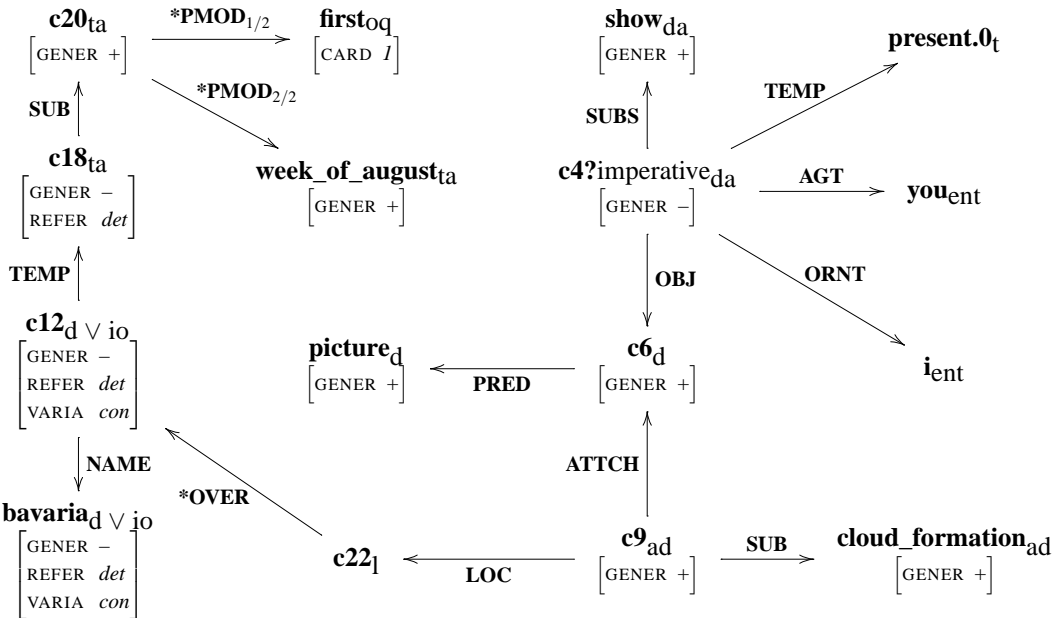 c20ta *PMOD1/2 firstoq showda present.0t
[GENER +] [CARD 1] [GENER +]
*PMOD2/2 TEMP
SUB SUBS
c18ta week_of_augustta c4?imperativeda AGT youent
[GENER −] [GENER +] [GENER −]
[REFER det]
TEMP OBJ ORNT
c12d ∨ io pictured c6d ient
[GENER − [GENER +] PRED [GENER +]
REFER det
VARIA con]
NAME *OVER ATTCH
bavariad ∨ io c22l LOC c9ad SUB cloud_formationad
[GENER − [GENER +] [GENER +]
REFER det
VARIA con]